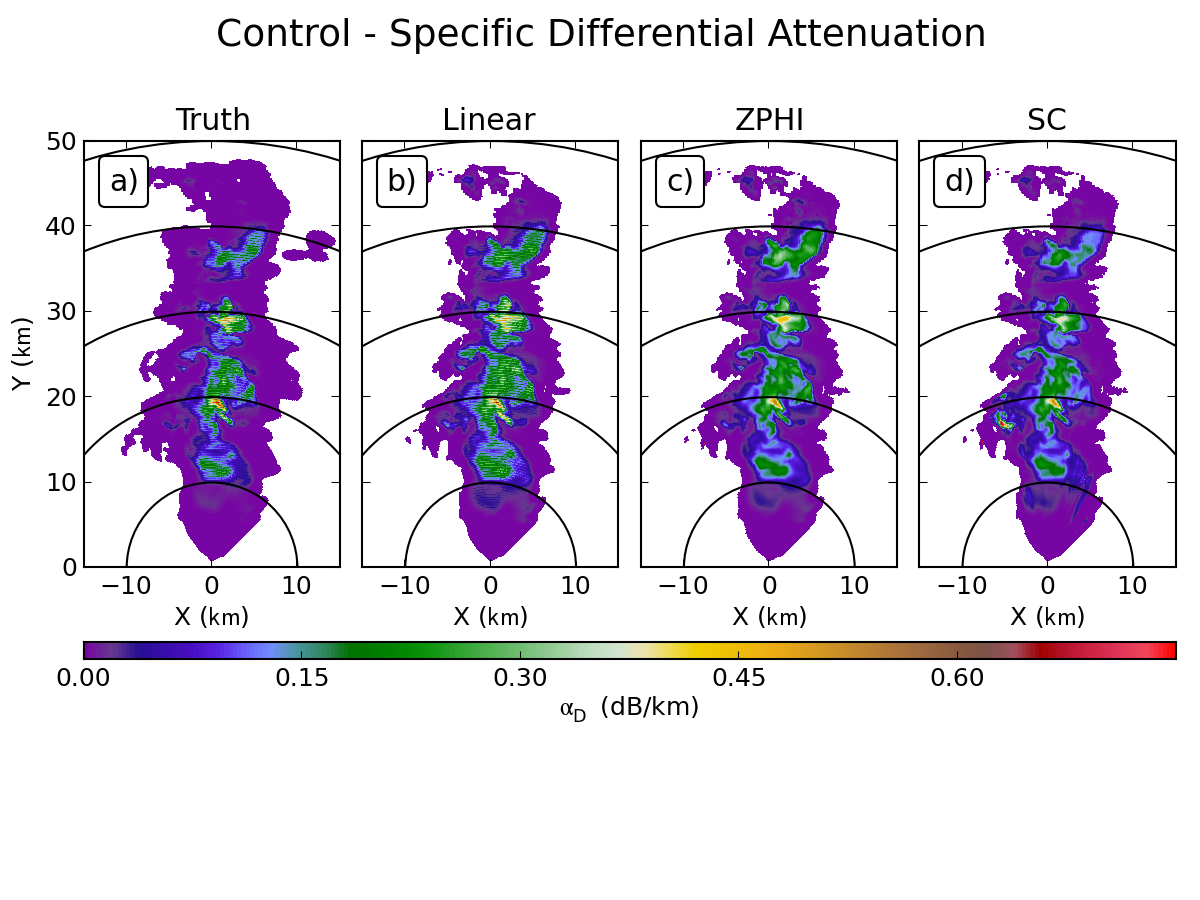 Control - Specific Differential Attenuation
Truth Linear ZPHI SC
a) b) c) d)
50
40
30
20
10
0
Y (km)
−10 0 10 −10 0 10 −10 0 10 −10 0 10
X (km) X (km) X (km) X (km)
0.00 0.15 0.30 0.45 0.60
αD (dB/km)